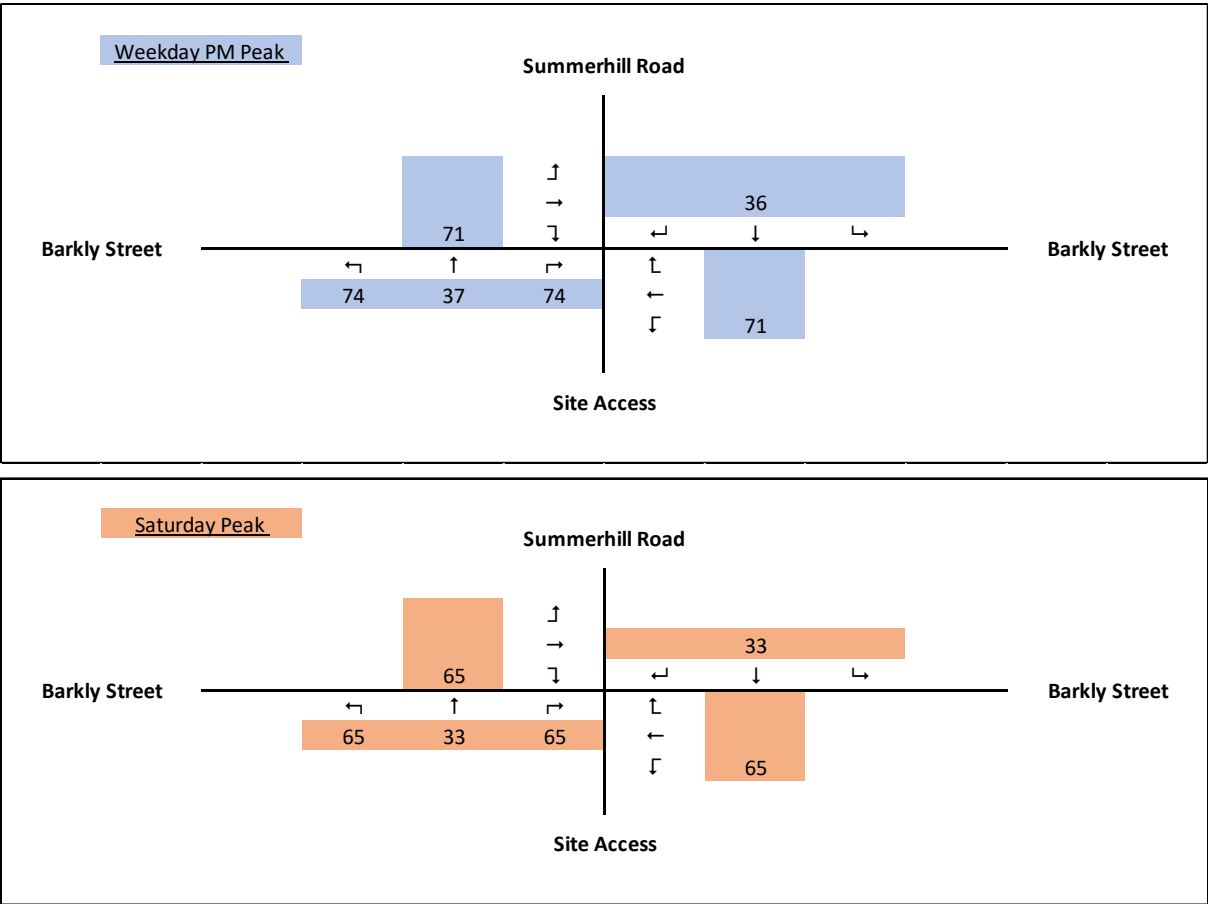 Weekday PM Peak
Summerhill Road
36
71
Barkly Street
Barkly Street
74 37 74
71
Site Access
Saturday Peak
Summerhill Road
33
65
Barkly Street
Barkly Street
65 33 65
65
Site Access